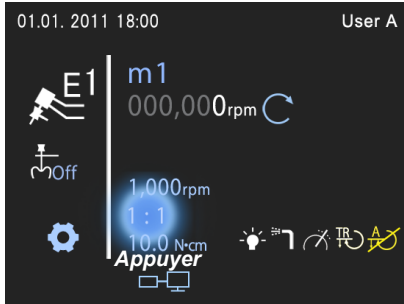 01.01. 2011 18:00 User A
E1
m1
000,000rpm
Off
1,000rpm
1 : 1
10.0 N·cm
TR A
Appuyer